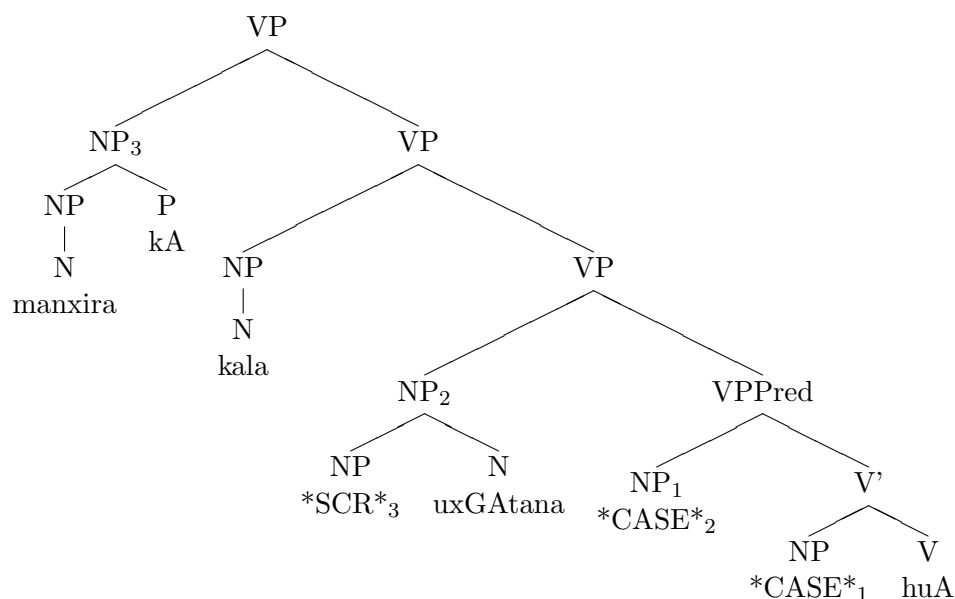 VP
NP₃ VP
NP P
kA
N
manxira
NP VP
N
kala
NP₂ VPPred
NP N
*SCR*₃ uxGAtana
NP₁ V'
*CASE*₂
NP V
*CASE*₁ huA